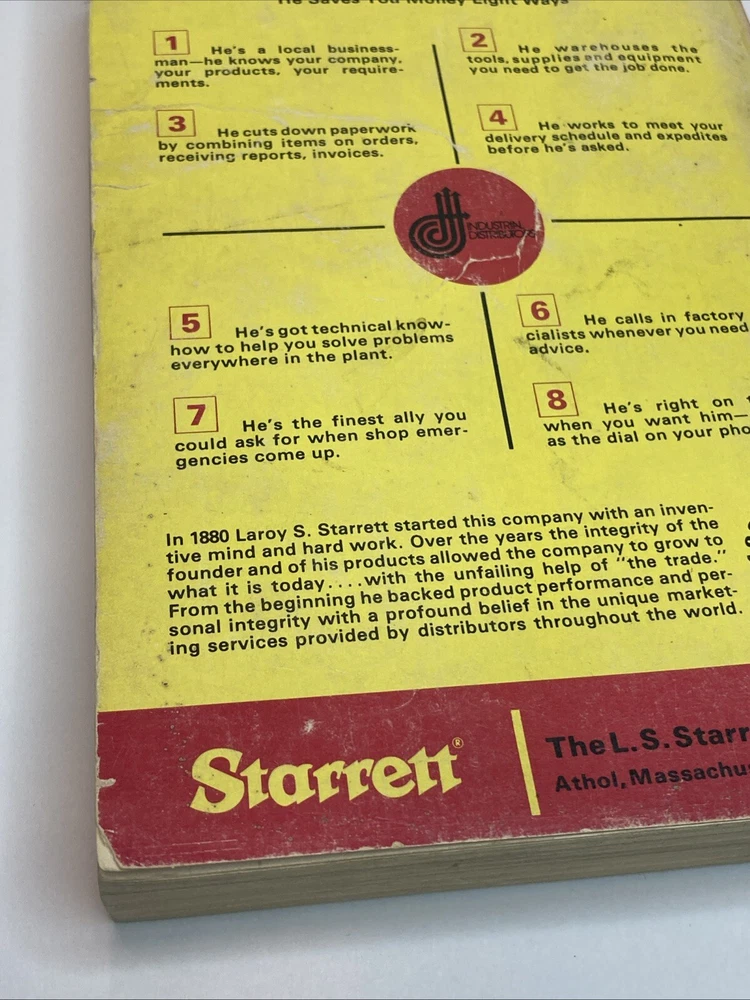 He Saves You Money Eight Ways
1
He's a local business-
man—he knows your company,
your products, your require-
ments.
2
He warehouses the
tools, supplies and equipment
you need to get the job done.
3
He cuts down paperwork
by combining items on orders,
receiving reports, invoices.
4
He works to meet your
delivery schedule and expedites
before he's asked.
INDUSTRIAL
DISTRIBUTORS
5
He's got technical know-
how to help you solve problems
everywhere in the plant.
6
He calls in factory
cialists whenever you need
advice.
7
He's the finest ally you
could ask for when shop emer-
gencies come up.
8
He's right on
when you want him—
as the dial on your
In 1880 Laroy S. Starrett started this company with an inven-
tive mind and hard work. Over the years the integrity of the
founder and of his products allowed the company to grow to
what it is today....with the unfailing help of "the trade."
From the beginning he backed product performance and per-
sonal integrity with a profound belief in the unique market-
ing services provided by distributors throughout the world.
Starrett®
The L.S. Starr
Athol, Massachu